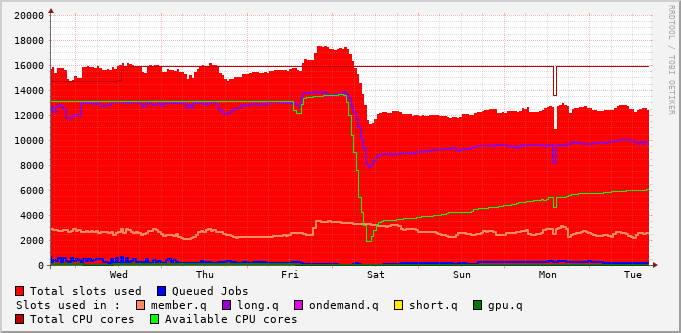 RRDTOOL / TOBI OETIKER
20000
18000
16000
14000
12000
10000
8000
6000
4000
2000
0
Wed Thu Fri Sat Sun Mon Tue
Total slots used Queued Jobs
Slots used in : member.q long.q ondemand.q short.q gpu.q
Total CPU cores Available CPU cores